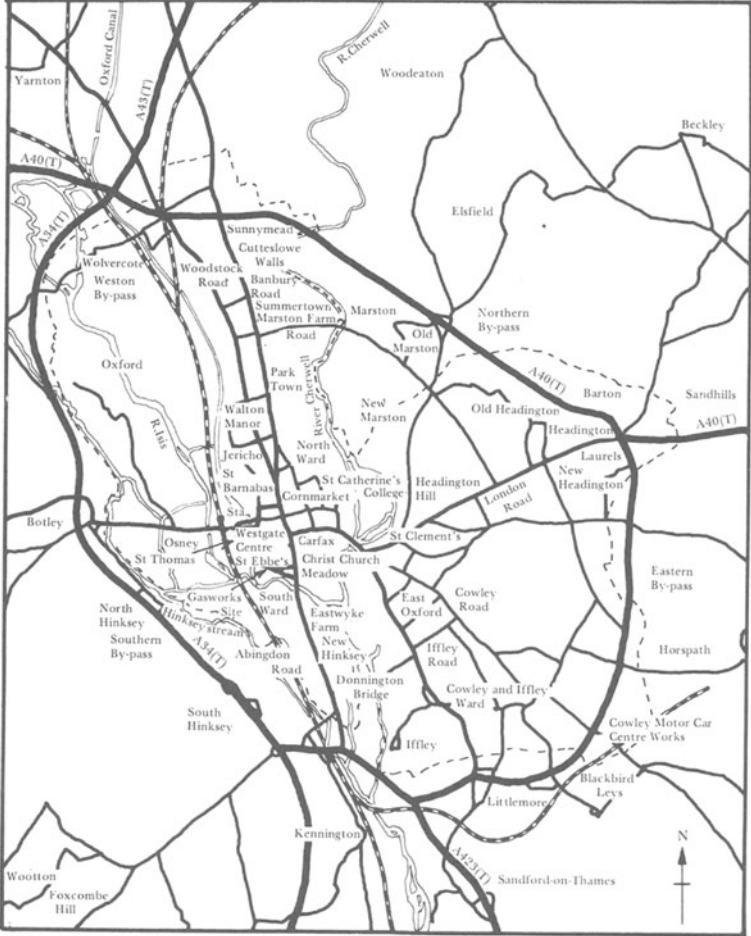 Oxford Canal
R.Cherwell
Woodeaton
Yarnton
A43(T)
Beckley
A40(T)
Elsfield
A34(T)
Sunnymead
Cutteslowe
Walls
Wolvercote
Weston
By-pass
Woodstock
Road
Banbury
Road
Summertown
Marston Farm
Road
Marston
Northern
By-pass
Old
Marston
Oxford
Park
Town
River Cherwell
A40(T)
Barton
Sandhills
New
Marston
Old Headington
A40(T)
R.Isis
Walton
Manor
Headington
North
Ward
Jericho
Laurels
St
Barnabas
St Catherine's
College
Headington
Hill
New
Headington
London
Road
Cornmarket
Sta.
Botley
Osney
Westgate
Centre
Carfax
St Clement's
St Thomas
St Ebbe's
Christ Church
Meadow
Eastern
By-pass
Gasworks
Site
South
Ward
East
Oxford
Cowley
Road
North
Hinksey
Hinksey stream
Eastwyke
Farm
Southern
By-pass
A34(T)
Abingdon
Road
New
Hinksey
Iffley
Road
Horspath
Donnington
Bridge
Cowley and Iffley
Ward
South
Hinksey
Iffley
Cowley Motor Car
Centre Works
Blackbird
Leys
Littlemore
Kennington
N
A423(T)
Wootton
Sandford-on-Thames
Foxcombe
Hill